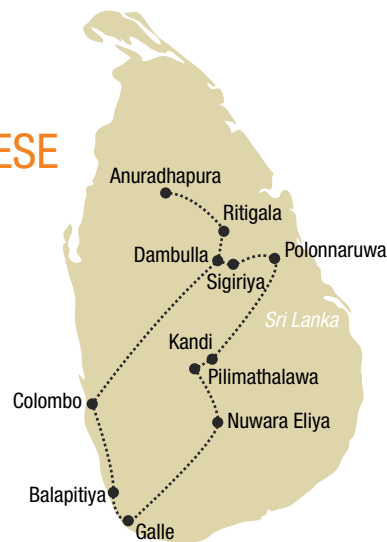 ESE
Anuradhapura
Ritigala
Dambulla
Polonnaruwa
Sigiriya
Sri Lanka
Kandi
Pilimathalawa
Colombo
Nuwara Eliya
Balapitiya
Galle